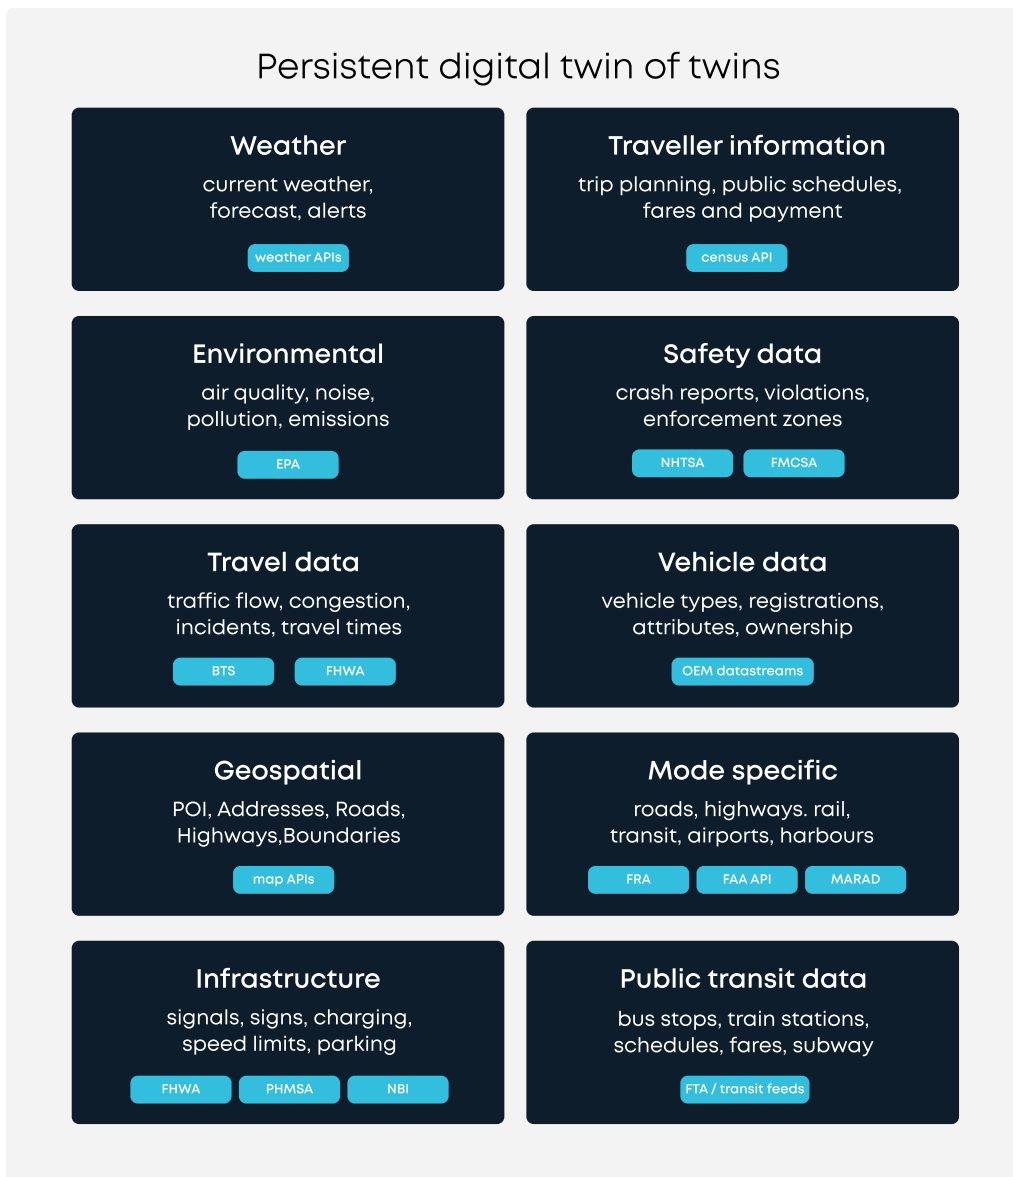 Persistent digital twin of twins
Weather
current weather,
forecast, alerts
weather APIs
Traveller information
trip planning, public schedules,
fares and payment
census API
Environmental
air quality, noise,
pollution, emissions
EPA
Safety data
crash reports, violations,
enforcement zones
NHTSA
FMCSA
Travel data
traffic flow, congestion,
incidents, travel times
BTS
FHWA
Vehicle data
vehicle types, registrations,
attributes, ownership
OEM datastreams
Geospatial
POI, Addresses, Roads,
Highways,Boundaries
map APIs
Mode specific
roads, highways. rail,
transit, airports, harbours
FRA
FAA API
MARAD
Infrastructure
signals, signs, charging,
speed limits, parking
FHWA
PHMSA
NBI
Public transit data
bus stops, train stations,
schedules, fares, subway
FTA / transit feeds